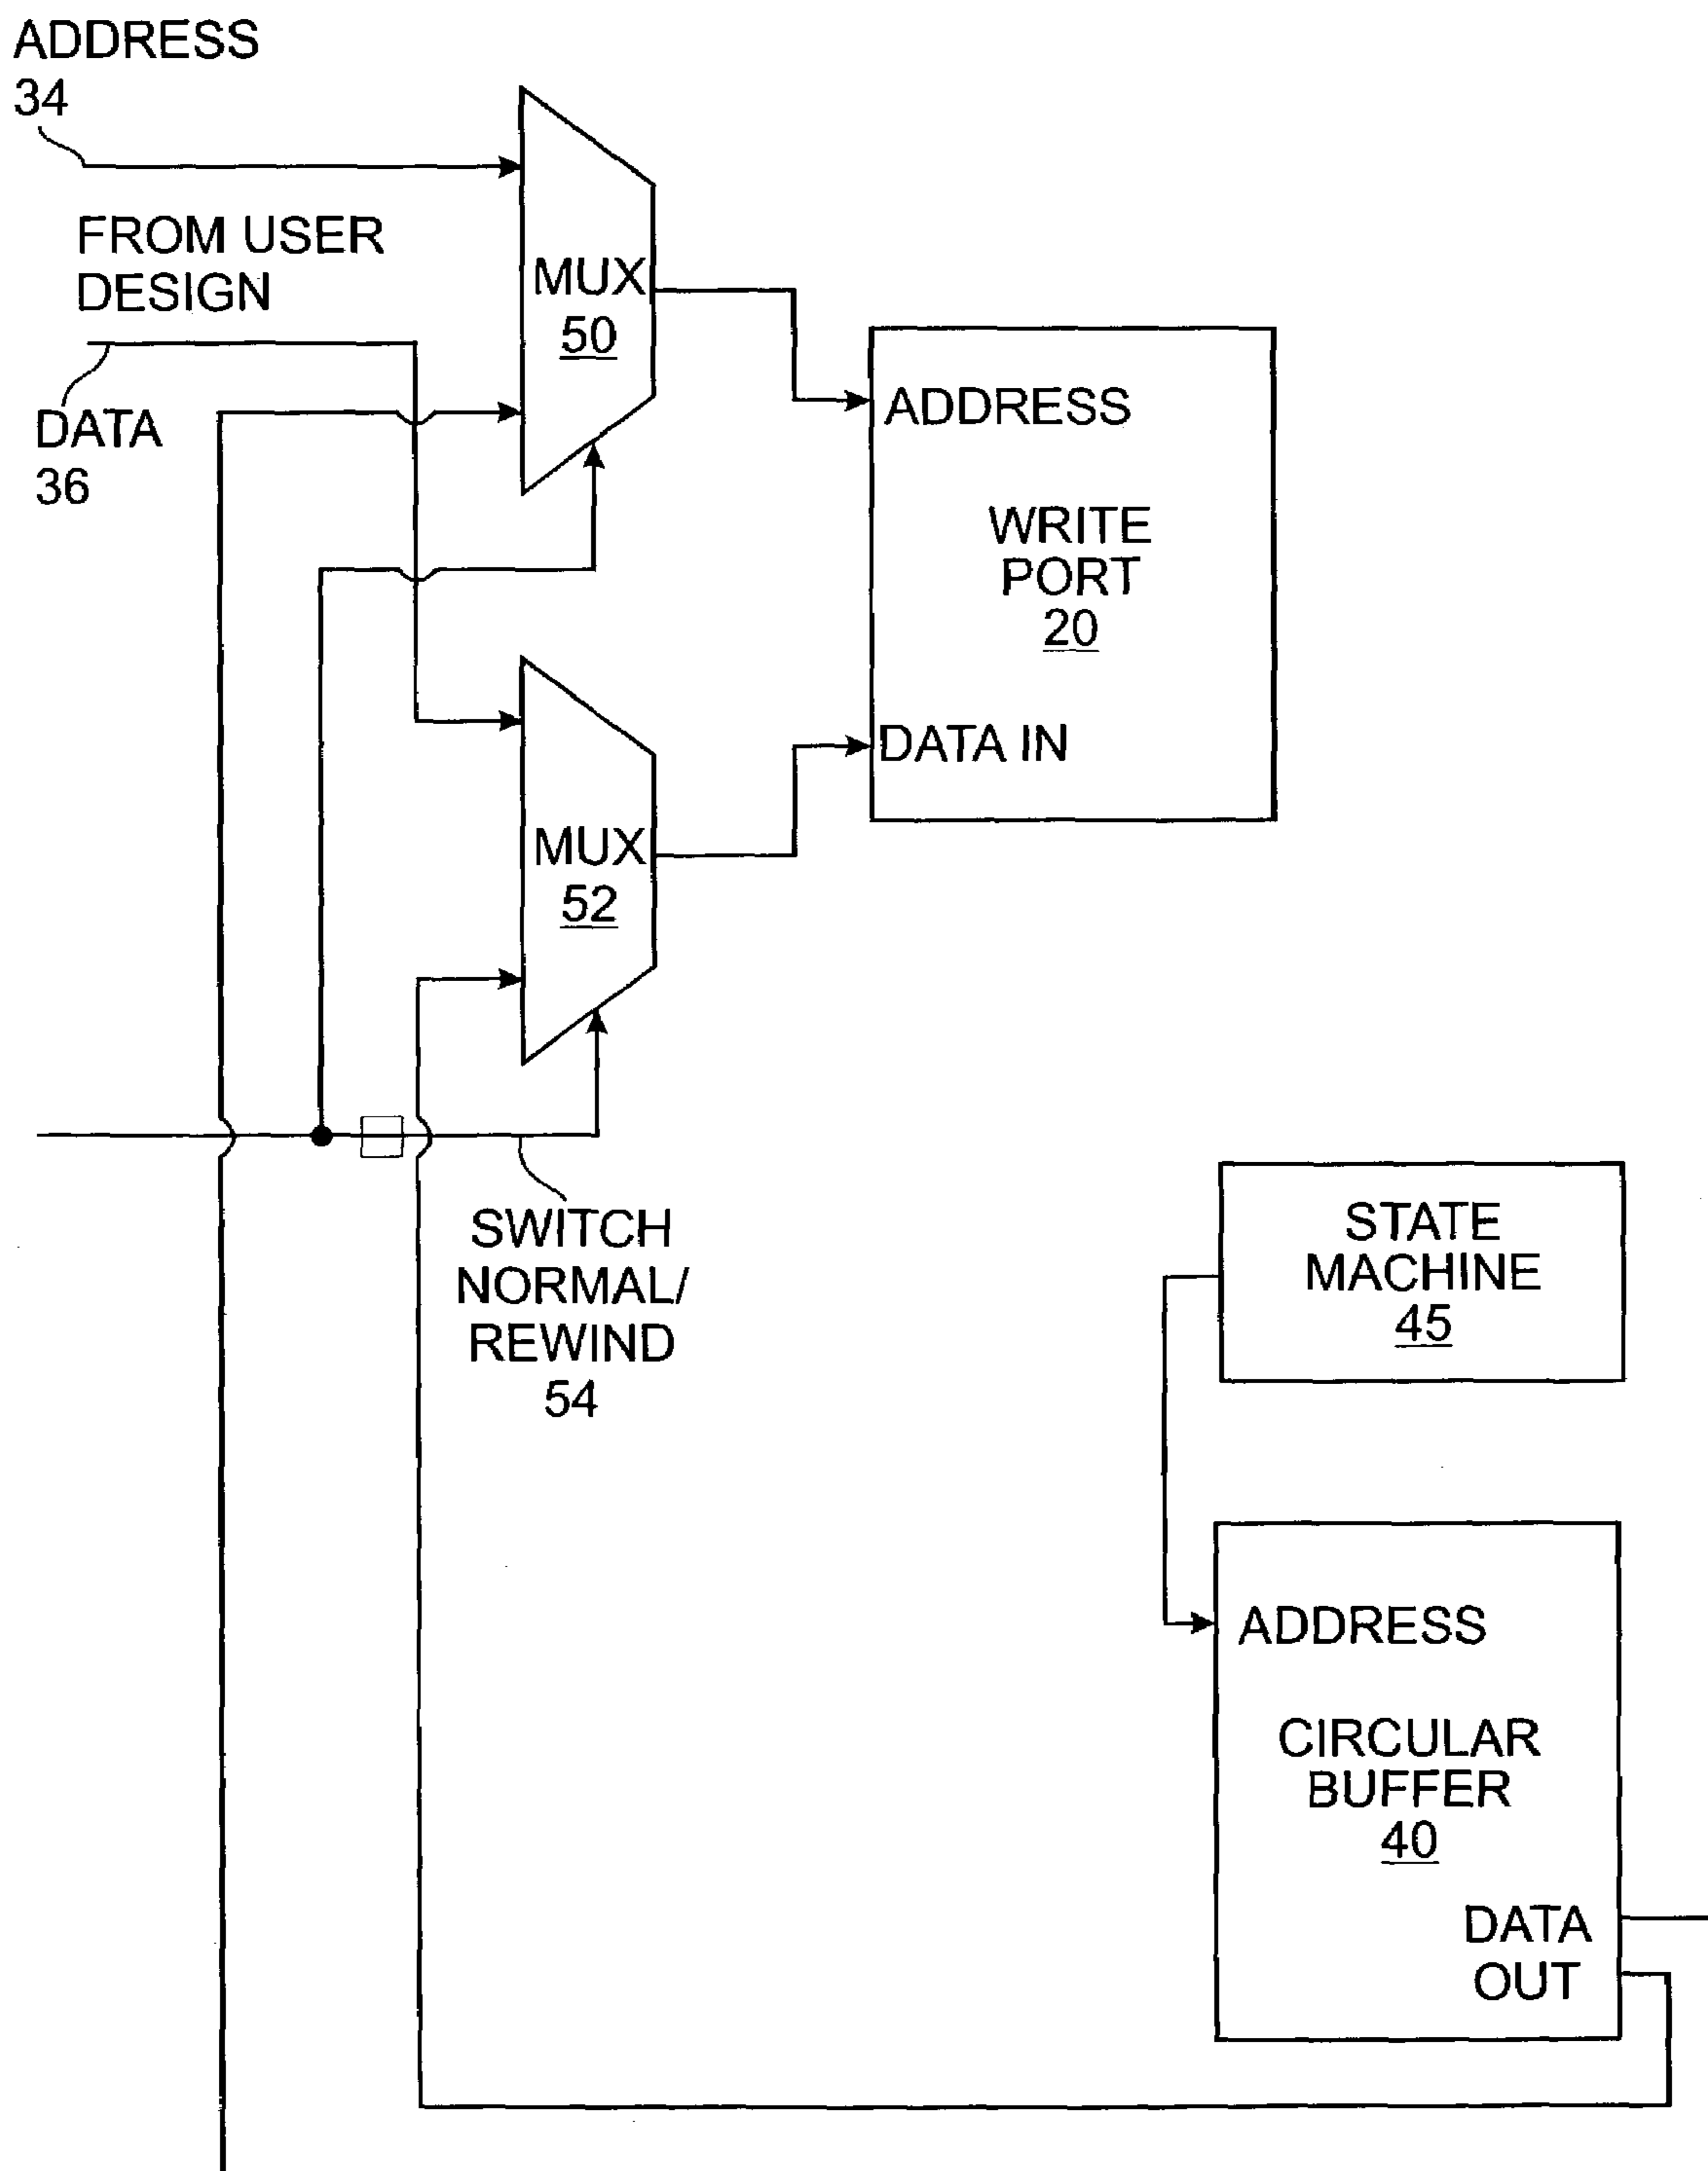 ADDRESS
34
FROM USER
DESIGN
DATA
36
MUX
50
ADDRESS
WRITE
PORT
20
DATA IN
MUX
52
SWITCH
NORMAL/
REWIND
54
STATE
MACHINE
45
ADDRESS
CIRCULAR
BUFFER
40
DATA
OUT